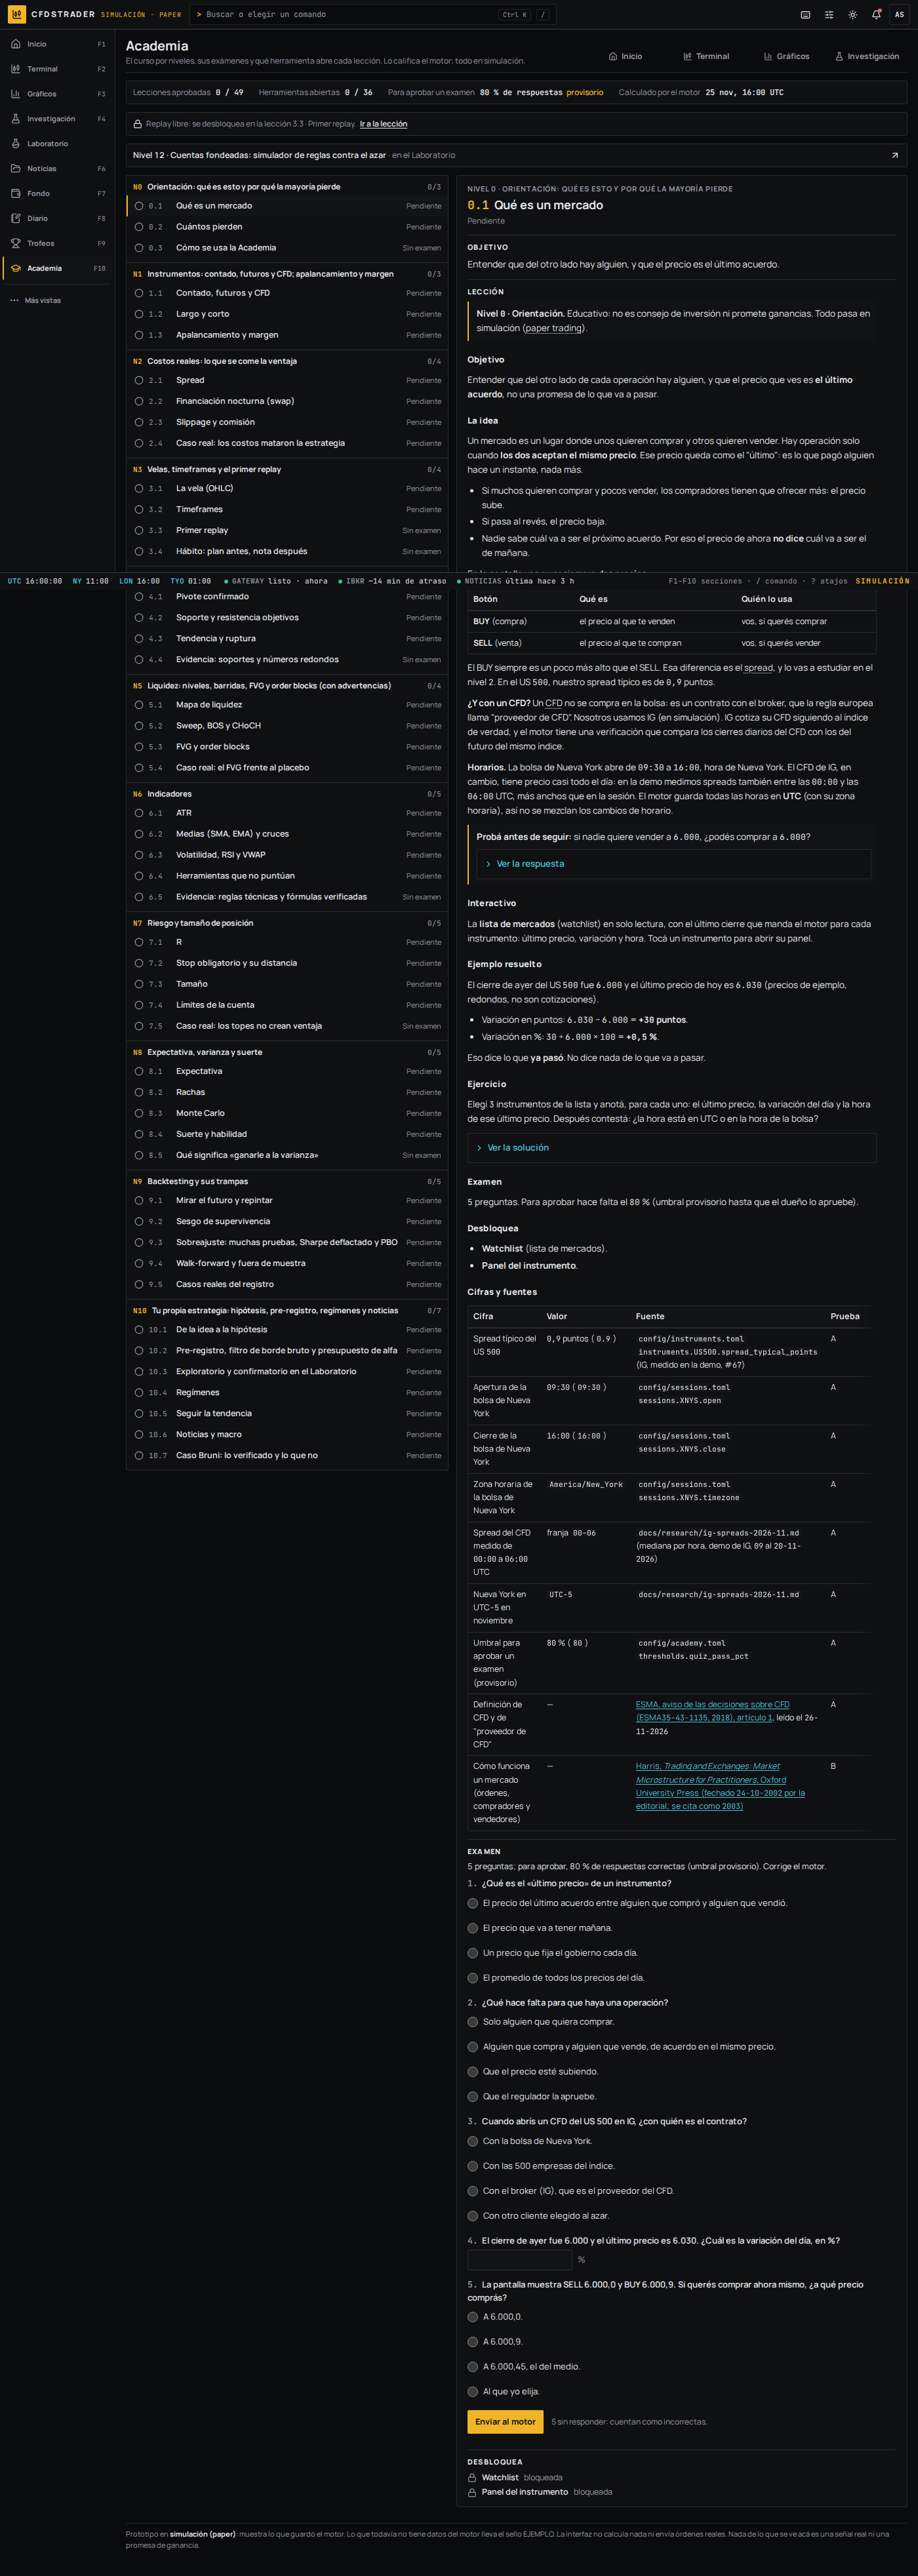 CFDSTRADER SIMULACIÓN · PAPER
> Buscar o elegir un comando Ctrl K /
AS
Inicio F1
Terminal F2
Gráficos F3
Investigación F4
Laboratorio
Noticias F6
Fondo F7
Diario F8
Trofeos F9
Academia F10
Más vistas
Academia
El curso por niveles, sus exámenes y qué herramienta abre cada lección. Lo califica el motor; todo en simulación.
Inicio Terminal Gráficos Investigación
Lecciones aprobadas 0 / 49 Herramientas abiertas 0 / 36 Para aprobar un examen 80 % de respuestas provisorio Calculado por el motor 25 nov, 16:00 UTC
Replay libre: se desbloquea en la lección 3.3 · Primer replay. Ir a la lección
Nivel 12 · Cuentas fondeadas: simulador de reglas contra el azar · en el Laboratorio
N0 Orientación: qué es esto y por qué la mayoría pierde 0/3
0.1 Qué es un mercado Pendiente
0.2 Cuántos pierden Pendiente
0.3 Cómo se usa la Academia Sin examen
N1 Instrumentos: contado, futuros y CFD; apalancamiento y margen 0/3
1.1 Contado, futuros y CFD Pendiente
1.2 Largo y corto Pendiente
1.3 Apalancamiento y margen Pendiente
N2 Costos reales: lo que se come la ventaja 0/4
2.1 Spread Pendiente
2.2 Financiación nocturna (swap) Pendiente
2.3 Slippage y comisión Pendiente
2.4 Caso real: los costos mataron la estrategia Pendiente
N3 Velas, timeframes y el primer replay 0/4
3.1 La vela (OHLC) Pendiente
3.2 Timeframes Pendiente
3.3 Primer replay Sin examen
3.4 Hábito: plan antes, nota después Sin examen
UTC 16:00:00 NY 11:00 LON 16:00 TYO 01:00 GATEWAY listo · ahora IBKR ~14 min de atraso NOTICIAS última hace 3 h F1–F10 secciones · / comando · ? atajos SIMULACIÓN
4.1 Pivote confirmado Pendiente
4.2 Soporte y resistencia objetivos Pendiente
4.3 Tendencia y ruptura Pendiente
4.4 Evidencia: soportes y números redondos Sin examen
N5 Liquidez: niveles, barridas, FVG y order blocks (con advertencias) 0/4
5.1 Mapa de liquidez Pendiente
5.2 Sweep, BOS y CHoCH Pendiente
5.3 FVG y order blocks Pendiente
5.4 Caso real: el FVG frente al placebo Pendiente
N6 Indicadores 0/5
6.1 ATR Pendiente
6.2 Medias (SMA, EMA) y cruces Pendiente
6.3 Volatilidad, RSI y VWAP Pendiente
6.4 Herramientas que no puntúan Pendiente
6.5 Evidencia: reglas técnicas y fórmulas verificadas Sin examen
N7 Riesgo y tamaño de posición 0/5
7.1 R Pendiente
7.2 Stop obligatorio y su distancia Pendiente
7.3 Tamaño Pendiente
7.4 Límites de la cuenta Pendiente
7.5 Caso real: los topes no crean ventaja Sin examen
N8 Expectativa, varianza y suerte 0/5
8.1 Expectativa Pendiente
8.2 Rachas Pendiente
8.3 Monte Carlo Pendiente
8.4 Suerte y habilidad Pendiente
8.5 Qué significa «ganarle a la varianza» Sin examen
N9 Backtesting y sus trampas 0/5
9.1 Mirar el futuro y repintar Pendiente
9.2 Sesgo de supervivencia Pendiente
9.3 Sobreajuste: muchas pruebas, Sharpe deflactado y PBO Pendiente
9.4 Walk-forward y fuera de muestra Pendiente
9.5 Casos reales del registro Pendiente
N10 Tu propia estrategia: hipótesis, pre-registro, regímenes y noticias 0/7
10.1 De la idea a la hipótesis Pendiente
10.2 Pre-registro, filtro de borde bruto y presupuesto de alfa Pendiente
10.3 Exploratorio y confirmatorio en el Laboratorio Pendiente
10.4 Regímenes Pendiente
10.5 Seguir la tendencia Pendiente
10.6 Noticias y macro Pendiente
10.7 Caso Bruni: lo verificado y lo que no Pendiente
NIVEL 0 · ORIENTACIÓN: QUÉ ES ESTO Y POR QUÉ LA MAYORÍA PIERDE
0.1 Qué es un mercado
Pendiente
OBJETIVO
Entender que del otro lado hay alguien, y que el precio es el último acuerdo.
LECCIÓN
Nivel 0 · Orientación. Educativo: no es consejo de inversión ni promete ganancias. Todo pasa en
simulación (paper trading).
Objetivo
Entender que del otro lado de cada operación hay alguien, y que el precio que ves es el último
acuerdo, no una promesa de lo que va a pasar.
La idea
Un mercado es un lugar donde unos quieren comprar y otros quieren vender. Hay operación solo
cuando los dos aceptan el mismo precio. Ese precio queda como el "último": es lo que pagó alguien
hace un instante, nada más.
• Si muchos quieren comprar y pocos vender, los compradores tienen que ofrecer más: el precio
sube.
• Si pasa al revés, el precio baja.
• Nadie sabe cuál va a ser el próximo acuerdo. Por eso el precio de ahora no dice cuál va a ser el
de mañana.
Botón Qué es Quién lo usa
BUY (compra) el precio al que te venden vos, si querés comprar
SELL (venta) el precio al que te compran vos, si querés vender
El BUY siempre es un poco más alto que el SELL. Esa diferencia es el spread, y lo vas a estudiar en el
nivel 2. En el US 500, nuestro spread típico es de 0,9 puntos.
¿Y con un CFD? Un CFD no se compra en la bolsa: es un contrato con el broker, que la regla europea
llama "proveedor de CFD". Nosotros usamos IG (en simulación). IG cotiza su CFD siguiendo al índice
de verdad, y el motor tiene una verificación que compara los cierres diarios del CFD con los del
futuro del mismo índice.
Horarios. La bolsa de Nueva York abre de 09:30 a 16:00, hora de Nueva York. El CFD de IG, en
cambio, tiene precio casi todo el día: en la demo medimos spreads también entre las 00:00 y las
06:00 UTC, más anchos que en la sesión. El motor guarda todas las horas en UTC (con su zona
horaria), así no se mezclan los cambios de horario.
Probá antes de seguir: si nadie quiere vender a 6.000, ¿podés comprar a 6.000?
Ver la respuesta
Interactivo
La lista de mercados (watchlist) en solo lectura, con el último cierre que manda el motor para cada
instrumento: último precio, variación y hora. Tocá un instrumento para abrir su panel.
Ejemplo resuelto
El cierre de ayer del US 500 fue 6.000 y el último precio de hoy es 6.030 (precios de ejemplo,
redondos, no son cotizaciones).
• Variación en puntos: 6.030 − 6.000 = +30 puntos.
• Variación en %: 30 ÷ 6.000 × 100 = +0,5 %.
Eso dice lo que ya pasó. No dice nada de lo que va a pasar.
Ejercicio
Elegí 3 instrumentos de la lista y anotá, para cada uno: el último precio, la variación del día y la hora
de ese último precio. Después contestá: ¿la hora está en UTC o en la hora de la bolsa?
Ver la solución
Examen
5 preguntas. Para aprobar hace falta el 80 % (umbral provisorio hasta que el dueño lo apruebe).
Desbloquea
• Watchlist (lista de mercados).
• Panel del instrumento.
Cifras y fuentes
Cifra Valor Fuente Prueba
Spread típico del US 500 0,9 puntos ( 0.9 ) config/instruments.toml instruments.US500.spread_typical_points (IG, medido en la demo, #67) A
Apertura de la bolsa de Nueva York 09:30 ( 09:30 ) config/sessions.toml sessions.XNYS.open A
Cierre de la bolsa de Nueva York 16:00 ( 16:00 ) config/sessions.toml sessions.XNYS.close A
Zona horaria de la bolsa de Nueva York America/New_York config/sessions.toml sessions.XNYS.timezone A
Spread del CFD medido de 00:00 a 06:00 UTC franja 00–06 docs/research/ig-spreads-2026-11.md (mediana por hora, demo de IG, 09 al 20-11-2026) A
Nueva York en UTC-5 en noviembre UTC-5 docs/research/ig-spreads-2026-11.md A
Umbral para aprobar un examen (provisorio) 80 % ( 80 ) config/academy.toml thresholds.quiz_pass_pct A
Definición de CFD y de "proveedor de CFD" — ESMA, aviso de las decisiones sobre CFD (ESMA35-43-1135, 2018), artículo 1, leído el 26-11-2026 A
Cómo funciona un mercado (órdenes, compradores y vendedores) — Harris, Trading and Exchanges: Market Microstructure for Practitioners, Oxford University Press (fechado 24-10-2002 por la editorial; se cita como 2003) B
EXAMEN
5 preguntas; para aprobar, 80 % de respuestas correctas (umbral provisorio). Corrige el motor.
1. ¿Qué es el «último precio» de un instrumento?
El precio del último acuerdo entre alguien que compró y alguien que vendió.
El precio que va a tener mañana.
Un precio que fija el gobierno cada día.
El promedio de todos los precios del día.
2. ¿Qué hace falta para que haya una operación?
Solo alguien que quiera comprar.
Alguien que compra y alguien que vende, de acuerdo en el mismo precio.
Que el precio esté subiendo.
Que el regulador la apruebe.
3. Cuando abrís un CFD del US 500 en IG, ¿con quién es el contrato?
Con la bolsa de Nueva York.
Con las 500 empresas del índice.
Con el broker (IG), que es el proveedor del CFD.
Con otro cliente elegido al azar.
4. El cierre de ayer fue 6.000 y el último precio es 6.030. ¿Cuál es la variación del día, en %?
%
5. La pantalla muestra SELL 6.000,0 y BUY 6.000,9. Si querés comprar ahora mismo, ¿a qué precio
comprás?
A 6.000,0.
A 6.000,9.
A 6.000,45, el del medio.
Al que yo elija.
Enviar al motor 5 sin responder: cuentan como incorrectas.
DESBLOQUEA
Watchlist bloqueada
Panel del instrumento bloqueada
Prototipo en simulación (paper): muestra lo que guardó el motor. Lo que todavía no tiene datos del motor lleva el sello EJEMPLO. La interfaz no calcula nada ni envía órdenes reales. Nada de lo que se ve acá es una señal real ni una
promesa de ganancia.